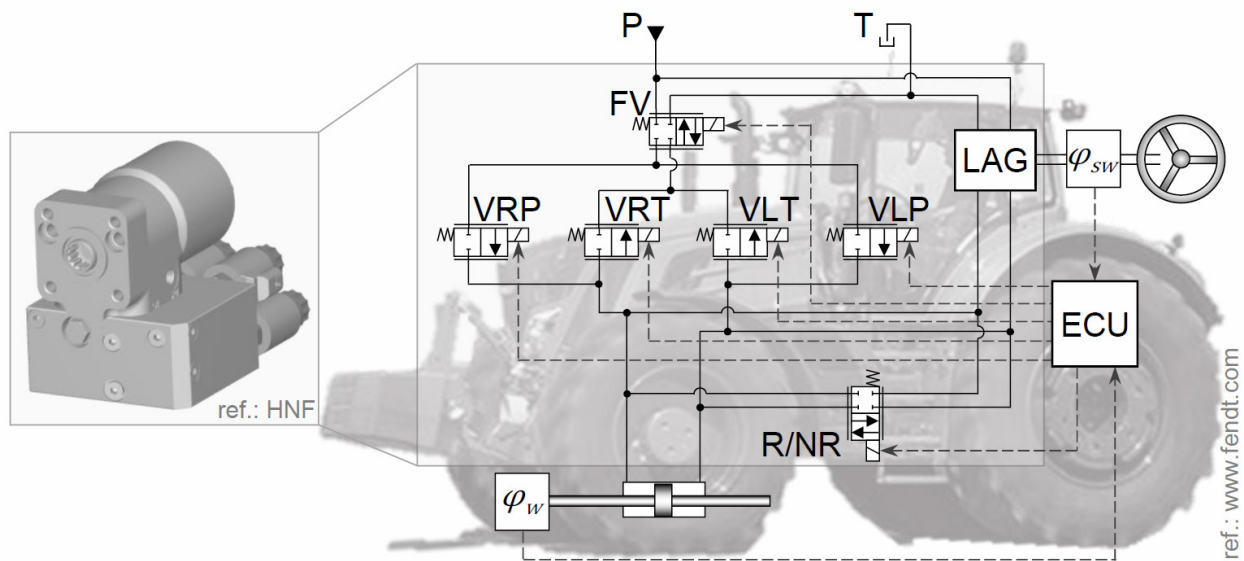 P
T
FV
LAG
φSW
VRP
VRT
VLT
VLP
ECU
ref.: HNF
R/NR
φW
ref.: www.fendt.com